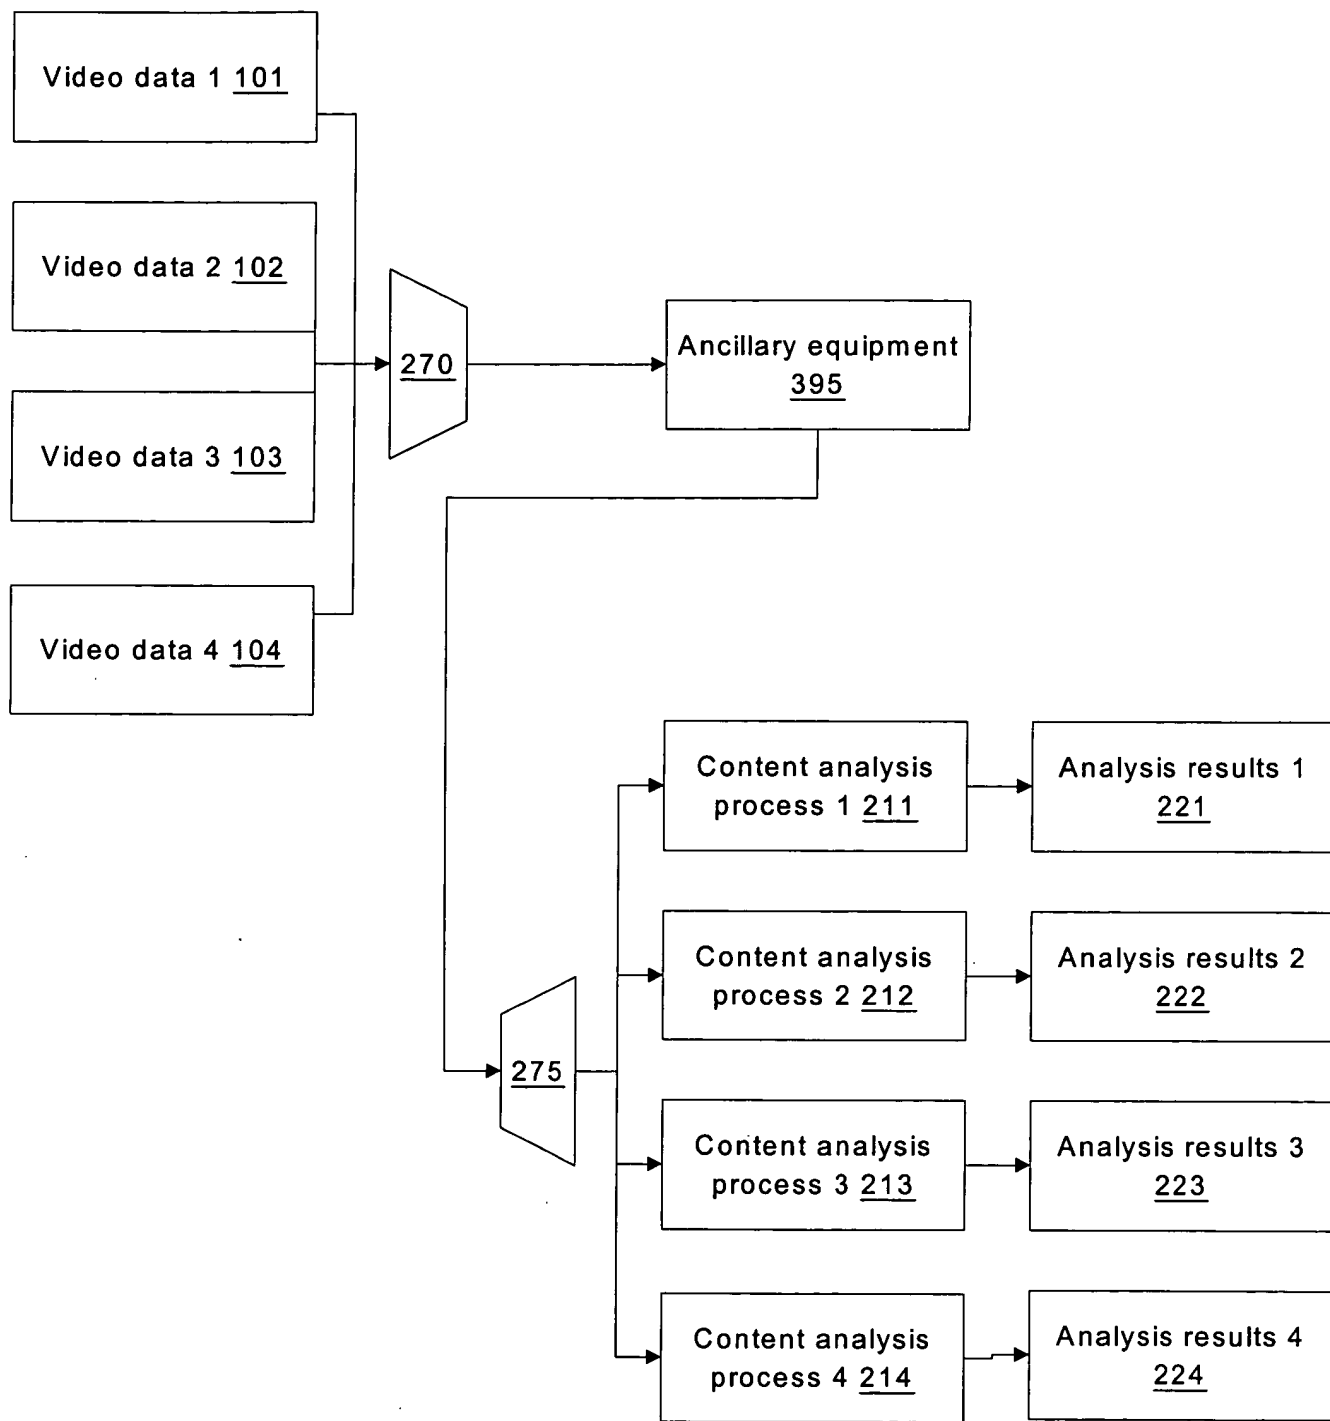 Video data 1 101
Video data 2 102
Video data 3 103
Video data 4 104
270
Ancillary equipment
395
275
Content analysis
process 1 211
Analysis results 1
221
Content analysis
process 2 212
Analysis results 2
222
Content analysis
process 3 213
Analysis results 3
223
Content analysis
process 4 214
Analysis results 4
224